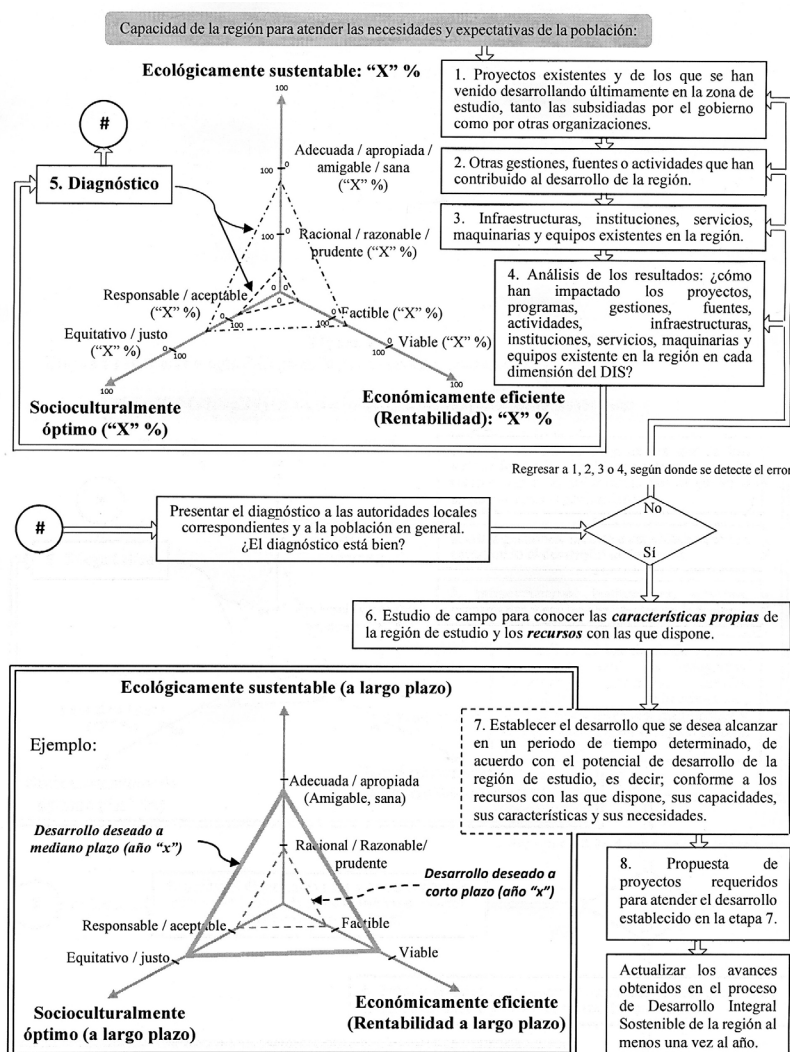 Capacidad de la región para atender las necesidades y expectativas de la población:
Ecológicamente sustentable: “X” %
100
#
5. Diagnóstico
100
0
Adecuada / apropiada /
amigable / sana
(“X” %)
100
0
Racional / razonable /
prudente (“X” %)
0
0
0
Responsable / aceptable
(“X” %)
0
100
Equitativo / justo
(“X” %)
0
100
100
Socioculturalmente
óptimo (“X” %)
Factible (“X” %)
0
100
Viable (“X” %)
0
100
100
Económicamente eficiente
(Rentabilidad): “X” %
1. Proyectos existentes y de los que se han
venido desarrollando últimamente en la zona de
estudio, tanto las subsidiadas por el gobierno
como por otras organizaciones.
2. Otras gestiones, fuentes o actividades que han
contribuido al desarrollo de la región.
3. Infraestructuras, instituciones, servicios,
maquinarias y equipos existentes en la región.
4. Análisis de los resultados: ¿cómo
han impactado los proyectos,
programas, gestiones, fuentes,
actividades, infraestructuras,
instituciones, servicios, maquinarias y
equipos existente en la región en cada
dimensión del DIS?
Regresar a 1, 2, 3 o 4, según donde se detecte el error
#
Presentar el diagnóstico a las autoridades locales
correspondientes y a la población en general.
¿El diagnóstico está bien?
No
Sí
6. Estudio de campo para conocer las características propias de
la región de estudio y los recursos con las que dispone.
Ecológicamente sustentable (a largo plazo)
Ejemplo:
Adecuada / apropiada
(Amigable, sana)
Desarrollo deseado a
mediano plazo (año “x”)
Racional / Razonable/
prudente
Desarrollo deseado a
corto plazo (año “x”)
Responsable / aceptable
Factible
Equitativo / justo
Viable
Socioculturalmente
óptimo (a largo plazo)
Económicamente eficiente
(Rentabilidad a largo plazo)
7. Establecer el desarrollo que se desea alcanzar
en un periodo de tiempo determinado, de
acuerdo con el potencial de desarrollo de la
región de estudio, es decir; conforme a los
recursos con las que dispone, sus capacidades,
sus características y sus necesidades.
8. Propuesta de
proyectos requeridos
para atender el desarrollo
establecido en la etapa 7.
Actualizar los avances
obtenidos en el proceso
de Desarrollo Integral
Sostenible de la región al
menos una vez al año.